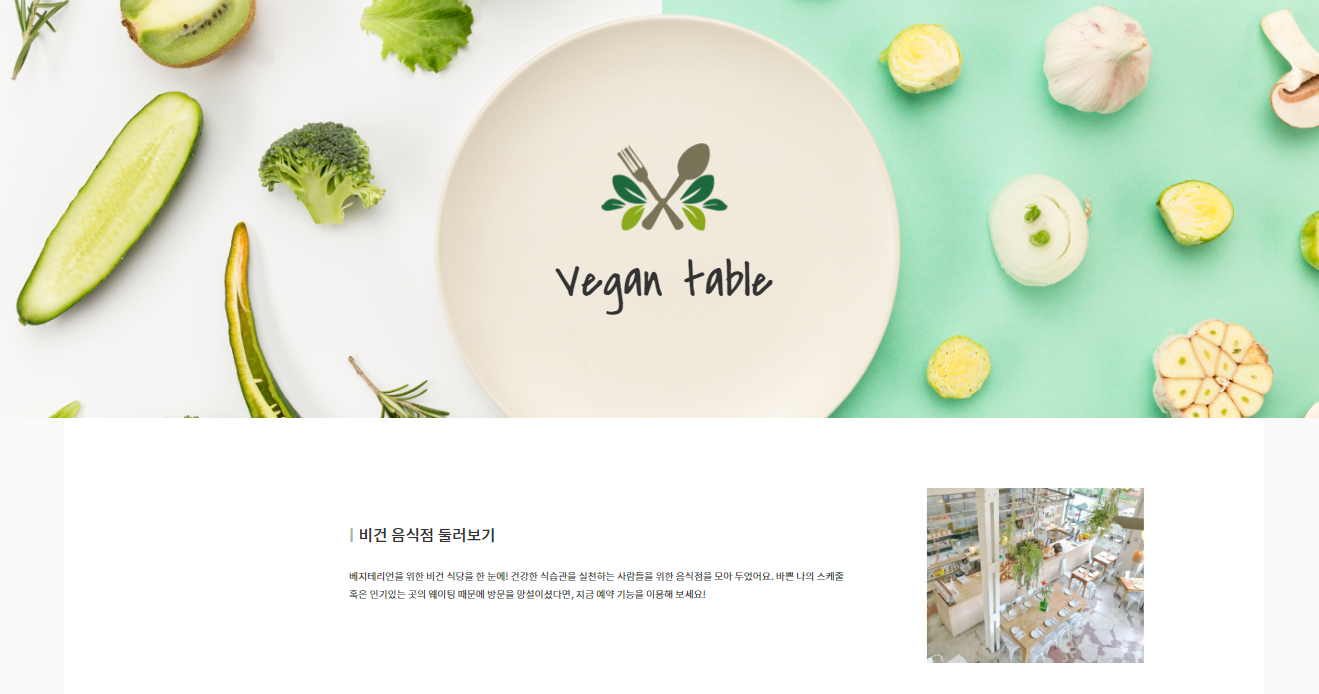 Vegan table
비건 음식점 둘러보기
베지테리언을 위한 비건 식당을 한 눈에! 건강한 식습관을 실천하는 사람들을 위한 음식점을 모아 두었어요. 바쁜 나의 스케줄
혹은 인기있는 곳의 웨이팅 때문에 방문을 망설이셨다면, 지금 예약 기능을 이용해 보세요!